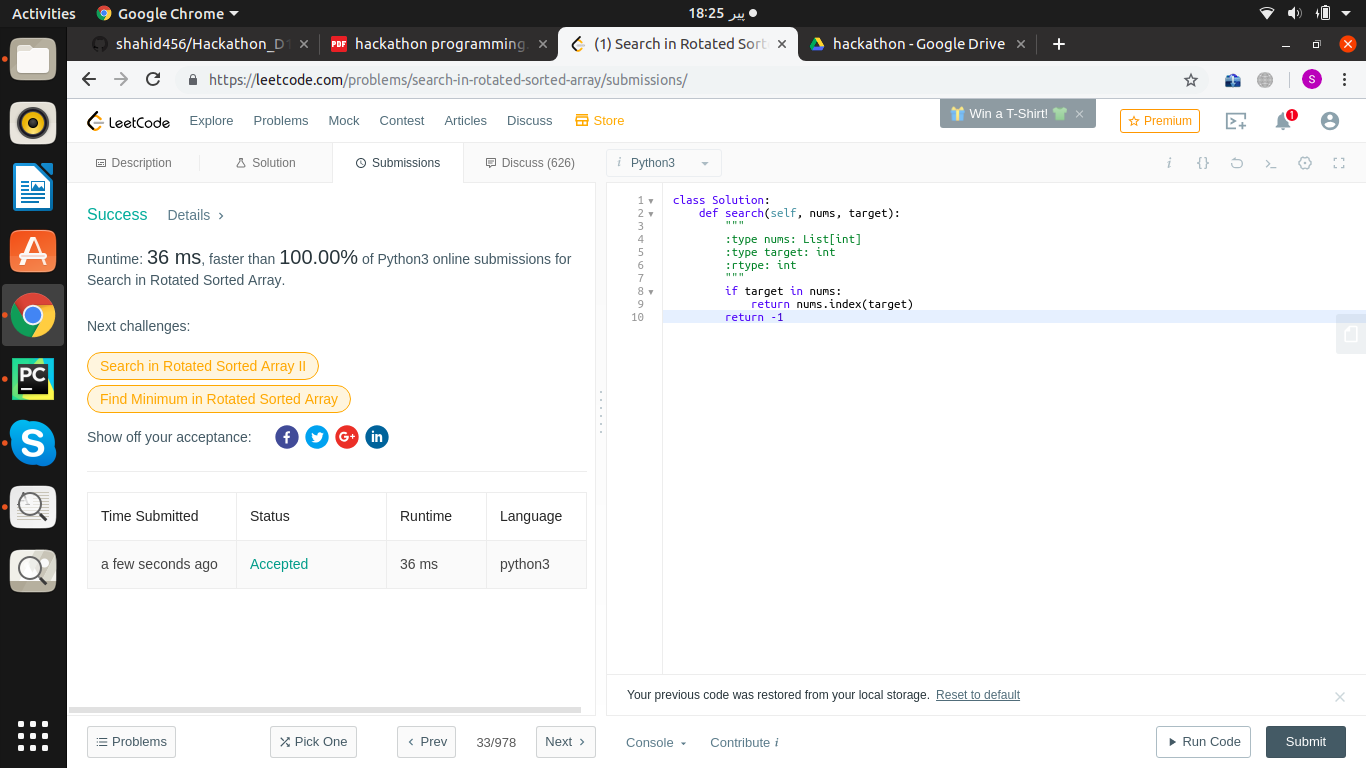 Activities
Google Chrome
18:25 پیر
shahid456/Hackathon_D1
PDF
hackathon programming
(1) Search in Rotated Sort
hackathon - Google Drive
https://leetcode.com/problems/search-in-rotated-sorted-array/submissions/
S
LeetCode
Explore
Problems
Mock
Contest
Articles
Discuss
Store
Win a T-Shirt!
Premium
1
Description
Solution
Submissions
Discuss (626)
i Python3
i {}
Success
Details
Runtime: 36 ms, faster than 100.00% of Python3 online submissions for
Search in Rotated Sorted Array.
Next challenges:
Search in Rotated Sorted Array II
Find Minimum in Rotated Sorted Array
Show off your acceptance:
f
G+
in
Time Submitted
Status
Runtime
Language
a few seconds ago
Accepted
36 ms
python3
1 class Solution:
2 def search(self, nums, target):
3 """
4 :type nums: List[int]
5 :type target: int
6 :rtype: int
7 """
8 if target in nums:
9 return nums.index(target)
10 return -1
PC
S
Your previous code was restored from your local storage. Reset to default
Problems
Pick One
Prev
33/978
Next
Console
Contribute i
Run Code
Submit